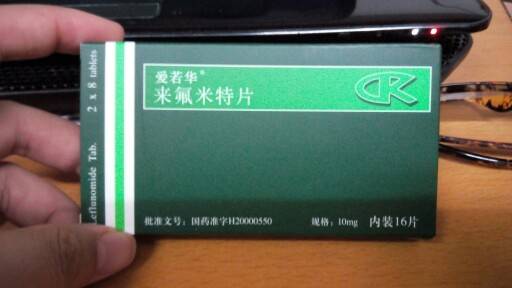 爱若华®
来氟米特片
批准文号：国药准字H20000550
规格：10mg
内装16片
Leflunomide Tab.
2 x 8 tablets